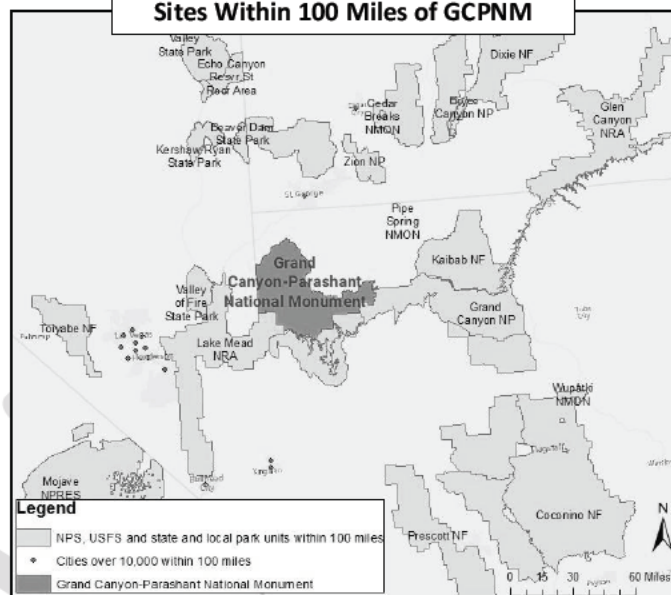 Sites Within 100 Miles of GCPNM
Valley
State Park
Echo Canyon
Resvr St
Recr Area
Dixie NF
Cedar
Breaks
NMON
Bryce
Canyon NP
Glen
Canyon
NRA
Beaver Dam
State Park
Kershaw Ryan
State Park
Zion NP
St. George
Pipe
Spring
NMON
Kaibab NF
Grand
Canyon-Parashant
National Monument
Valley
of Fire
State Park
Toiyabe NF
Grand
Canyon NP
Lake Mead
NRA
Wupatki
NMON
Mojave
NPRES
Coconino NF
Prescott NF
Legend
NPS, USFS and state and local park units within 100 miles
Cities over 10,000 within 100 miles
Grand Canyon-Parashant National Monument
N
0 15 30 60 Miles